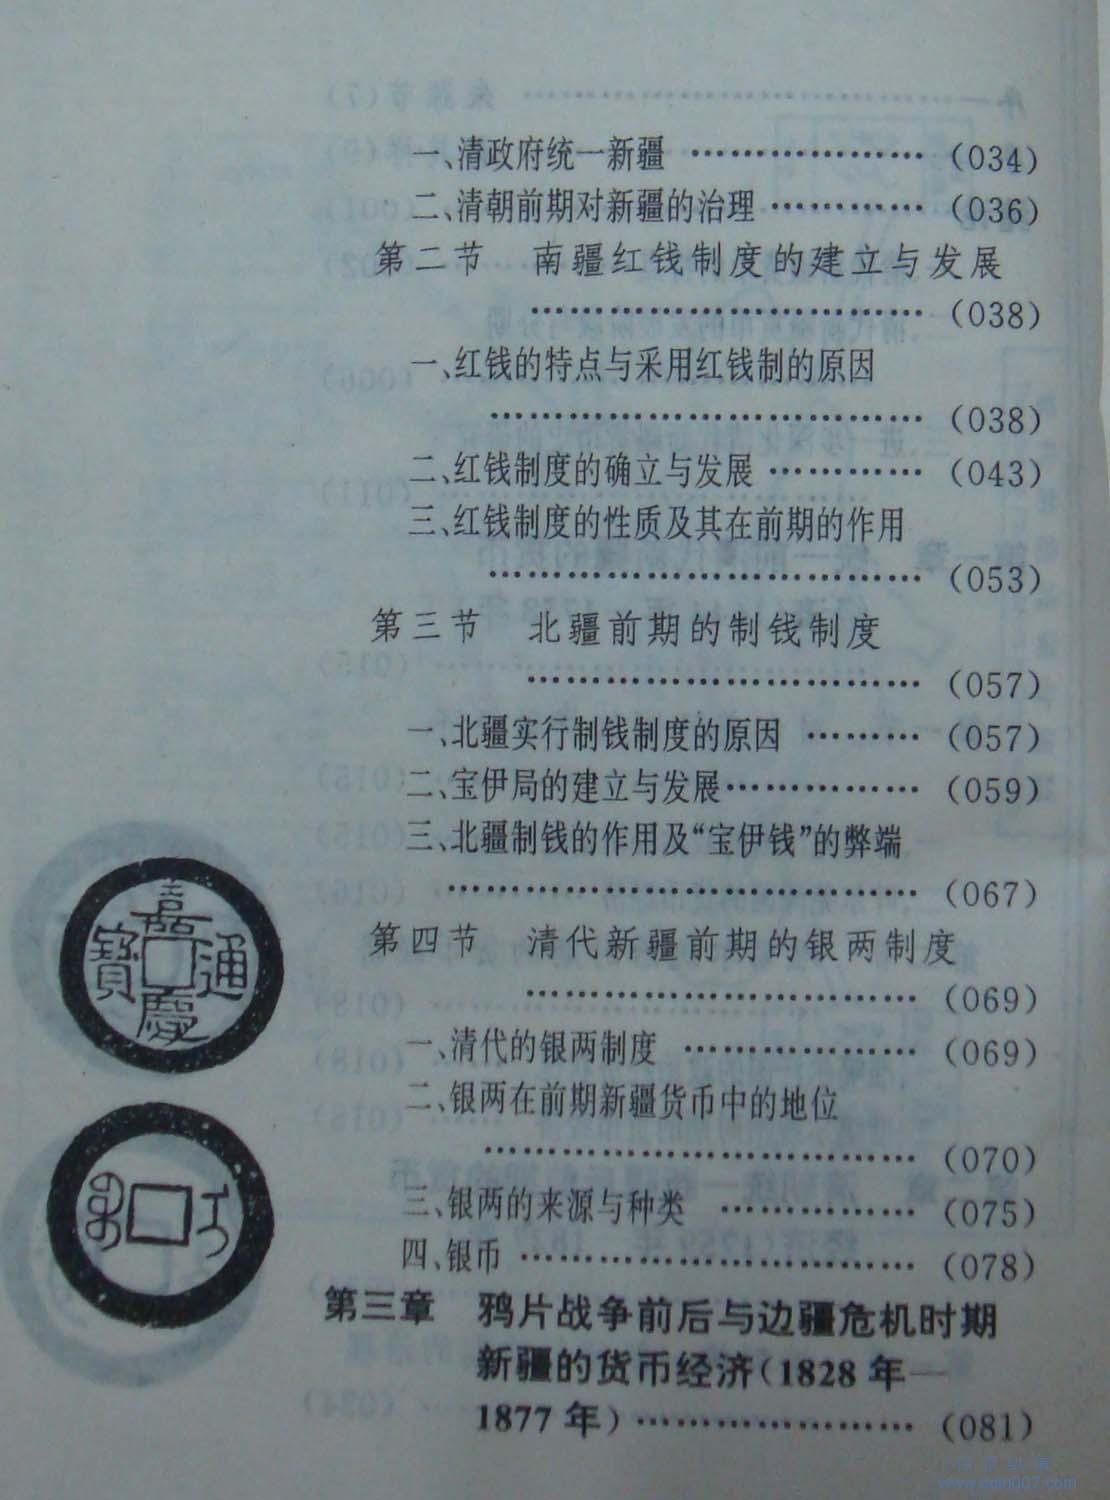 一、清政府统一新疆 ……………………… (034)
二、清朝前期对新疆的治理 ……………… (036)
第二节 南疆红钱制度的建立与发展
……………………………………… (038)
一、红钱的特点与采用红钱制的原因
………………………………………… (038)
二、红钱制度的确立与发展 ……………… (043)
三、红钱制度的性质及其在前期的作用
………………………………………… (053)
第三节 北疆前期的制钱制度
……………………………………… (057)
一、北疆实行制钱制度的原因 ………… (057)
二、宝伊局的建立与发展 ………………… (059)
三、北疆制钱的作用及“宝伊钱”的弊端
……………………………………………… (067)
第四节 清代新疆前期的银两制度
……………………………………… (069)
一、清代的银两制度 ……………………… (069)
二、银两在前期新疆货币中的地位
………………………………………… (070)
三、银两的来源与种类 …………………… (075)
四、银币 ……………………………………… (078)
第三章 鸦片战争前后与边疆危机时期
新疆的货币经济(1828 年—
1877 年) ………………………… (081)
嘉慶通寶
www.coin007.com